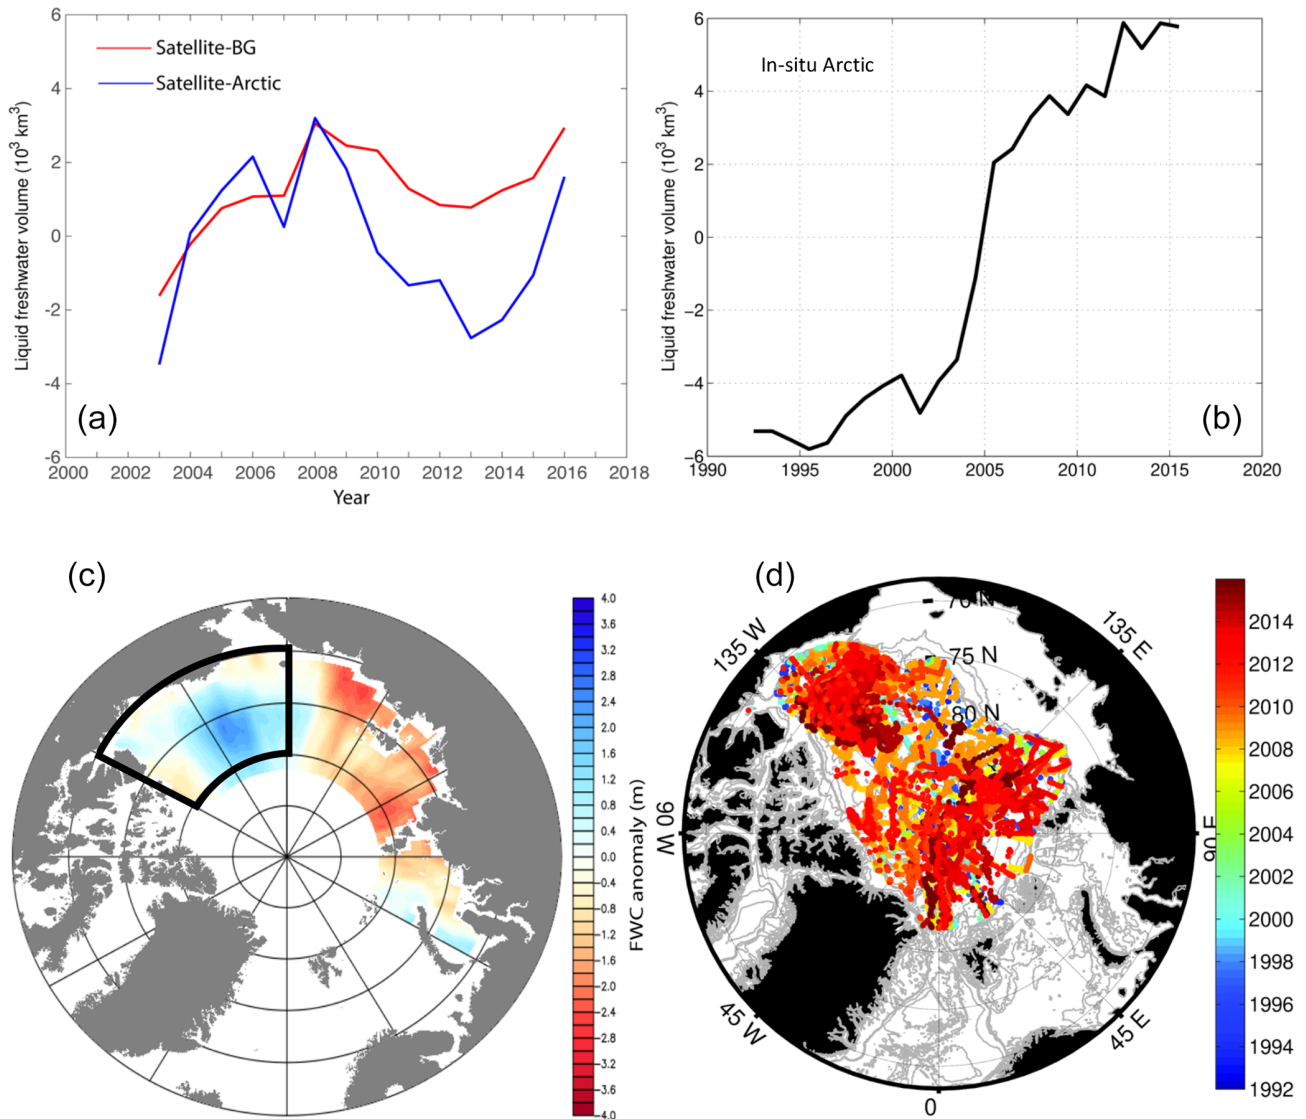 (a)
6
4
2
0
-2
-4
-6
Liquid freshwater volume (10³ km³)
Satellite-BG
Satellite-Arctic
2000 2002 2004 2006 2008 2010 2012 2014 2016 2018
Year
(b)
6
4
2
0
−2
−4
−6
Liquid freshwater volume (10³ km³)
In-situ Arctic
1990 1995 2000 2005 2010 2015 2020
(c)
4.0
3.6
3.2
2.8
2.4
2.0
1.6
1.2
0.8
0.4
0.0
-0.4
-0.8
-1.2
-1.6
-2.0
-2.4
-2.8
-3.2
-3.6
-4.0
FWC anomaly (m)
(d)
70 N
75 N
80 N
135 W
135 E
90 W
90 E
45 W
45 E
0
2014
2012
2010
2008
2006
2004
2002
2000
1998
1996
1994
1992